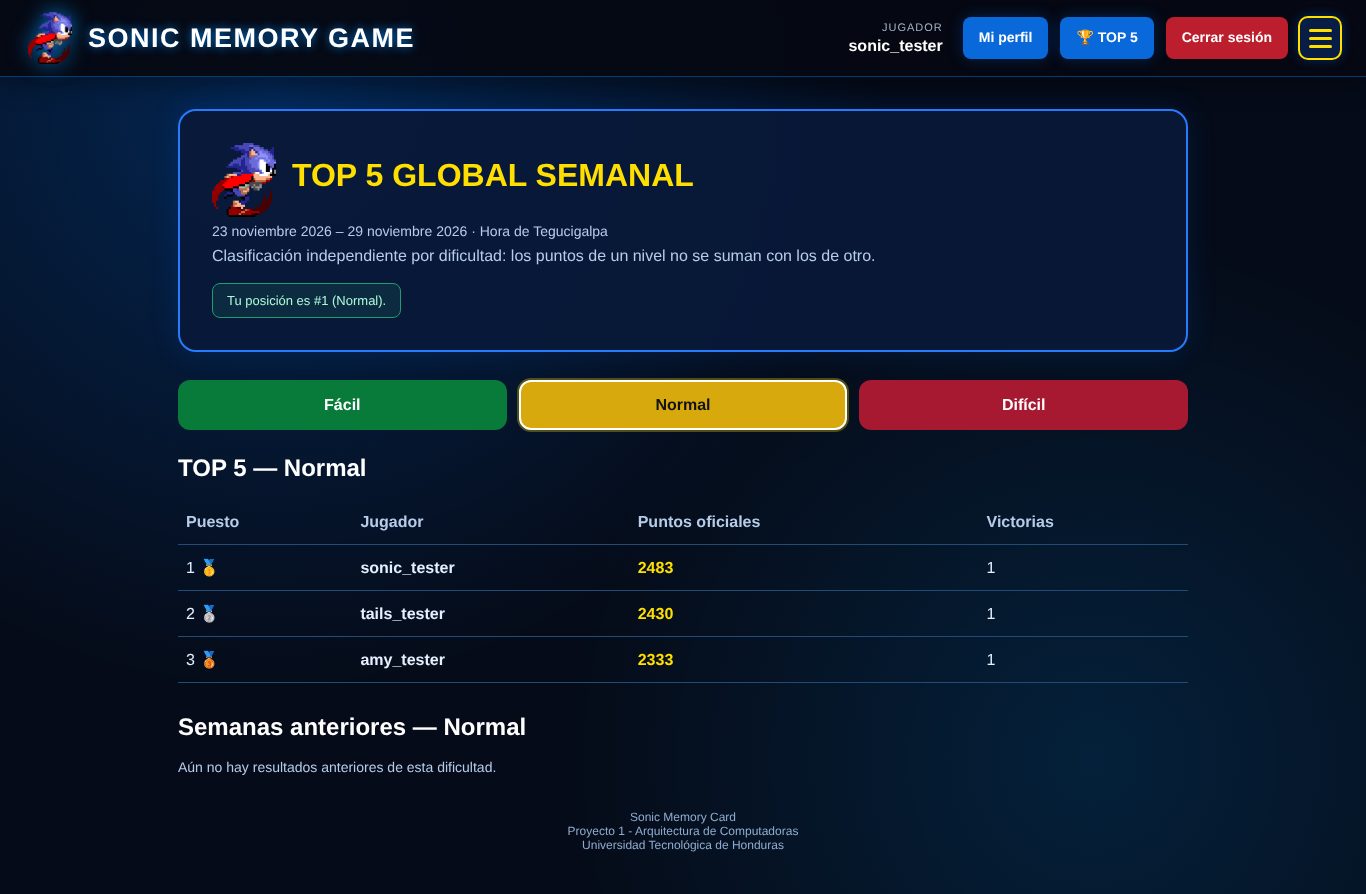 SONIC MEMORY GAME
JUGADOR
sonic_tester
Mi perfil
🏆 TOP 5
Cerrar sesión
TOP 5 GLOBAL SEMANAL
23 noviembre 2026 – 29 noviembre 2026 · Hora de Tegucigalpa
Clasificación independiente por dificultad: los puntos de un nivel no se suman con los de otro.
Tu posición es #1 (Normal).
Fácil
Normal
Difícil
TOP 5 — Normal
Puesto Jugador Puntos oficiales Victorias
1 🥇 sonic_tester 2483 1
2 🥈 tails_tester 2430 1
3 🥉 amy_tester 2333 1
Semanas anteriores — Normal
Aún no hay resultados anteriores de esta dificultad.
Sonic Memory Card
Proyecto 1 - Arquitectura de Computadoras
Universidad Tecnológica de Honduras